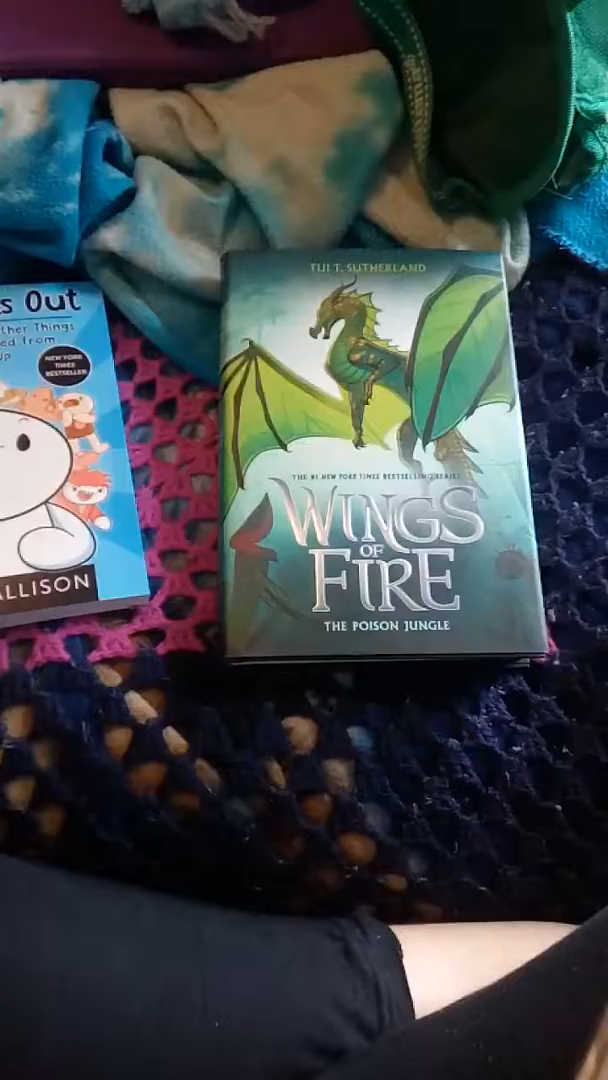 s Out
ther Things
ed from
up
NEW YORK
TIMES
BESTSELLER
ALLISON
TUI T. SUTHERLAND
THE #1 NEW YORK TIMES BESTSELLING SERIES
WINGS
OF
FIRE
THE POISON JUNGLE